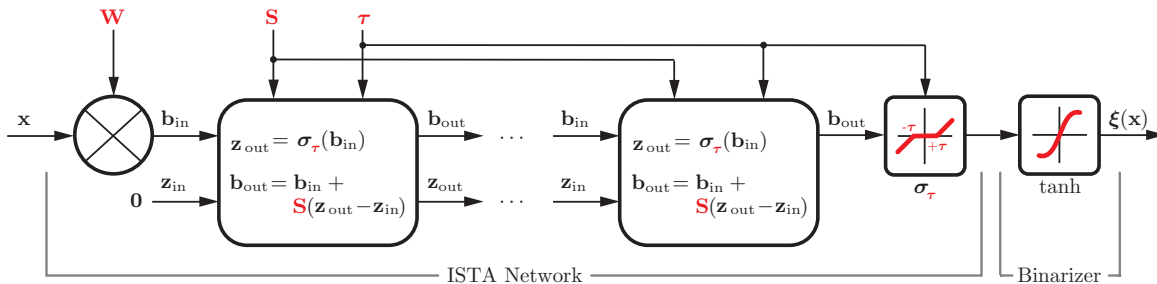 W S τ
x b_in z_out = σ_τ(b_in) b_out ... b_in z_out = σ_τ(b_in) b_out -τ +τ ξ(x)
0 z_in b_out = b_in + z_out ... z_in b_out = b_in + σ_τ tanh
S(z_out − z_in) S(z_out − z_in)
ISTA Network Binarizer